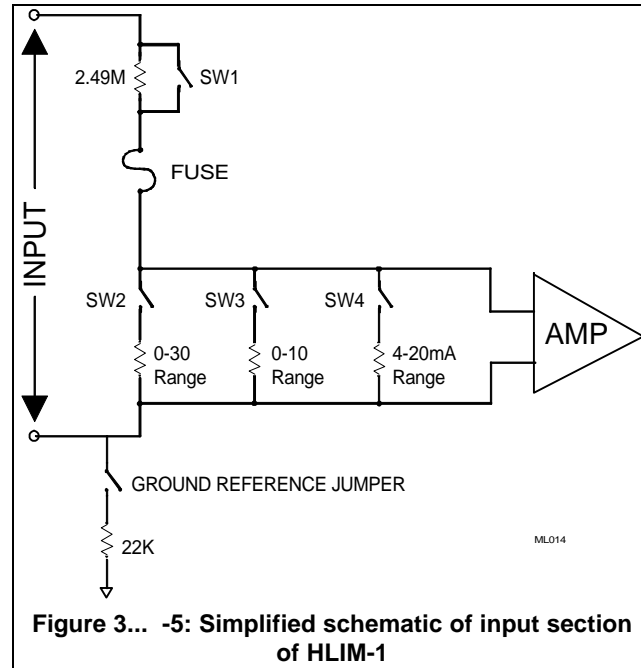 2.49M
SW1
FUSE
INPUT
SW2
SW3
SW4
AMP
0-30
Range
0-10
Range
4-20mA
Range
GROUND REFERENCE JUMPER
22K
ML014
Figure 3... -5: Simplified schematic of input section
of HLIM-1